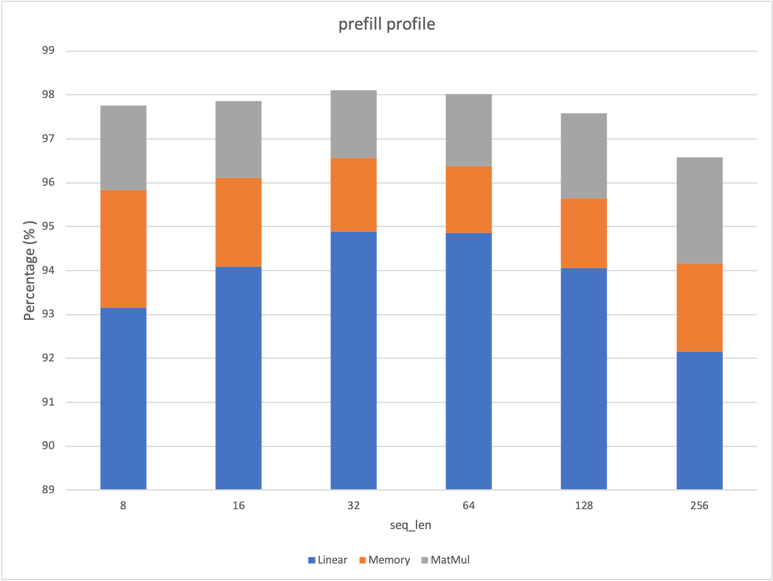 prefill profile
99
98
97
96
95
94
93
92
91
90
89
Percentage (% )
8 16 32 64 128 256
seq_len
Linear Memory MatMul